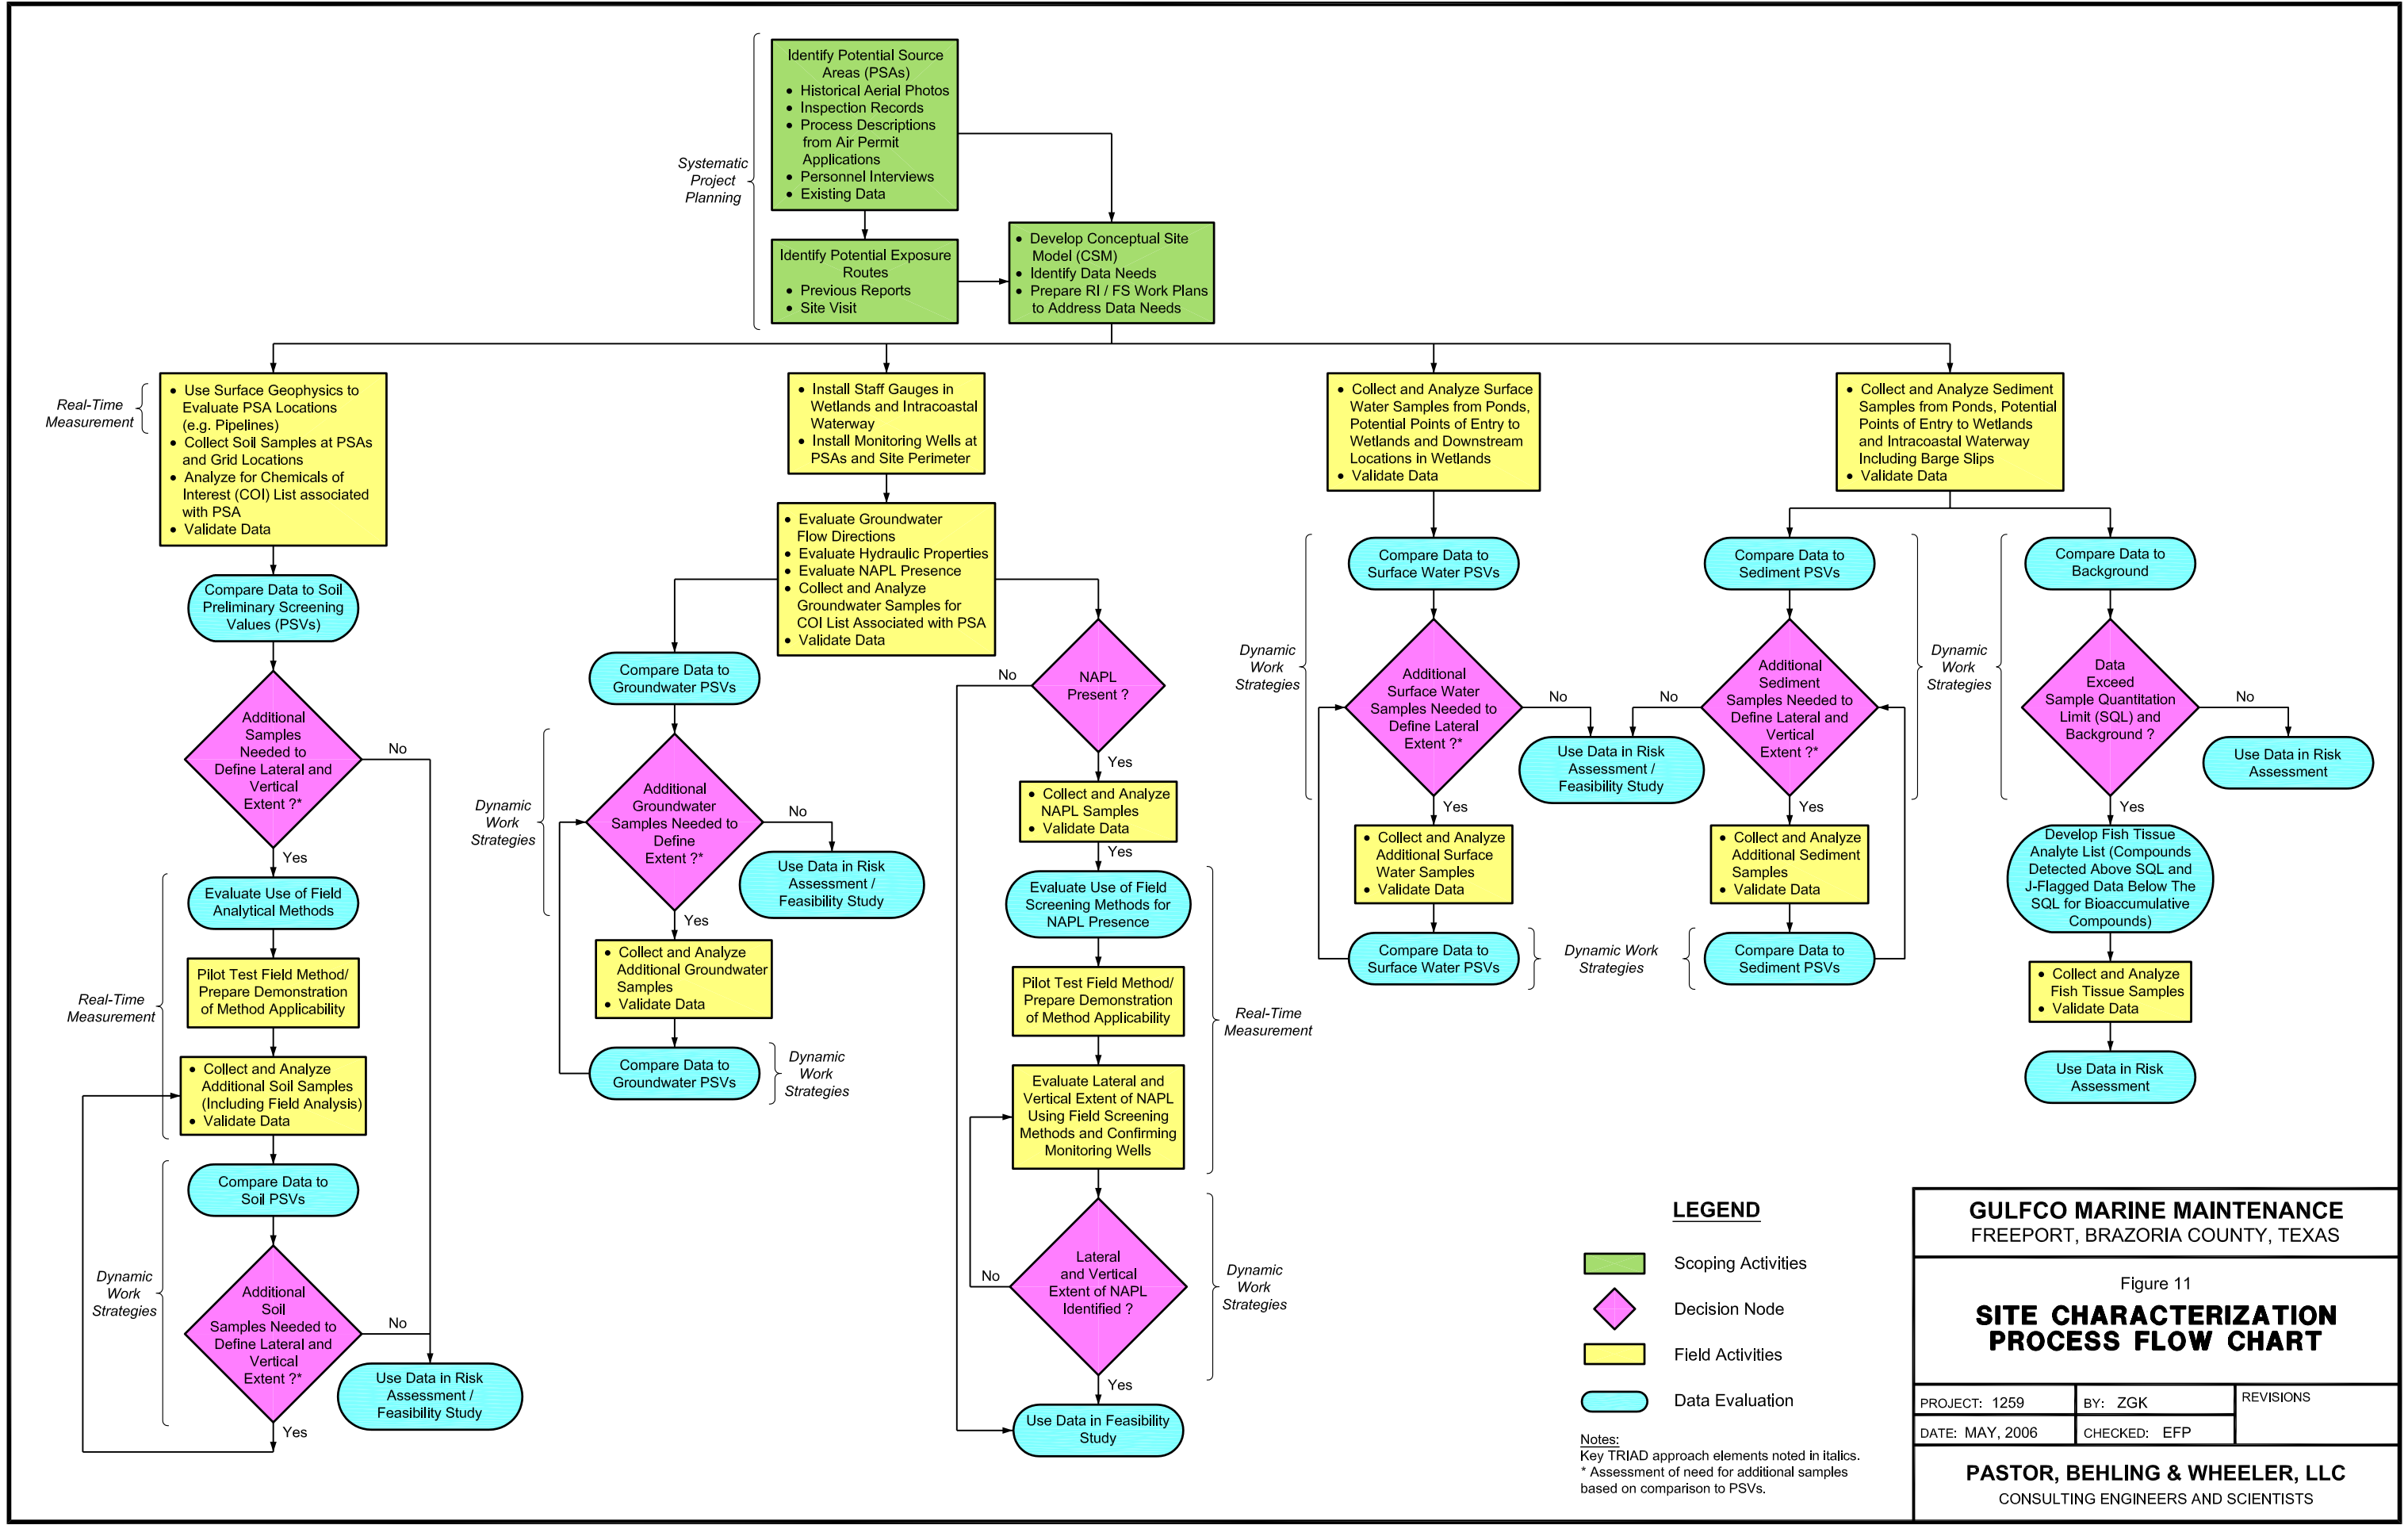 Identify Potential Source
Areas (PSAs)
• Historical Aerial Photos
• Inspection Records
• Process Descriptions
from Air Permit
Applications
• Personnel Interviews
• Existing Data
Systematic
Project
Planning
Identify Potential Exposure
Routes
• Previous Reports
• Site Visit
• Develop Conceptual Site
Model (CSM)
• Identify Data Needs
• Prepare RI / FS Work Plans
to Address Data Needs
Real-Time
Measurement
• Use Surface Geophysics to
Evaluate PSA Locations
(e.g. Pipelines)
• Collect Soil Samples at PSAs
and Grid Locations
• Analyze for Chemicals of
Interest (COI) List associated
with PSA
• Validate Data
Compare Data to Soil
Preliminary Screening
Values (PSVs)
Additional
Samples
Needed to
Define Lateral and
Vertical
Extent ?*
No
Yes
Evaluate Use of Field
Analytical Methods
Pilot Test Field Method/
Prepare Demonstration
of Method Applicability
Real-Time
Measurement
• Collect and Analyze
Additional Soil Samples
(Including Field Analysis)
• Validate Data
Compare Data to
Soil PSVs
Dynamic
Work
Strategies
Additional
Soil
Samples Needed to
Define Lateral and
Vertical
Extent ?*
No
Yes
Use Data in Risk
Assessment /
Feasibility Study
• Install Staff Gauges in
Wetlands and Intracoastal
Waterway
• Install Monitoring Wells at
PSAs and Site Perimeter
• Evaluate Groundwater
Flow Directions
• Evaluate Hydraulic Properties
• Evaluate NAPL Presence
• Collect and Analyze
Groundwater Samples for
COI List Associated with PSA
• Validate Data
Compare Data to
Groundwater PSVs
Dynamic
Work
Strategies
Additional
Groundwater
Samples Needed to
Define
Extent ?*
No
Use Data in Risk
Assessment /
Feasibility Study
Yes
• Collect and Analyze
Additional Groundwater
Samples
• Validate Data
Compare Data to
Groundwater PSVs
Dynamic
Work
Strategies
No
NAPL
Present ?
Yes
• Collect and Analyze
NAPL Samples
• Validate Data
Yes
Evaluate Use of Field
Screening Methods for
NAPL Presence
Pilot Test Field Method/
Prepare Demonstration
of Method Applicability
Real-Time
Measurement
Evaluate Lateral and
Vertical Extent of NAPL
Using Field Screening
Methods and Confirming
Monitoring Wells
No
Lateral
and Vertical
Extent of NAPL
Identified ?
Dynamic
Work
Strategies
Yes
Use Data in Feasibility
Study
• Collect and Analyze Surface
Water Samples from Ponds,
Potential Points of Entry to
Wetlands and Downstream
Locations in Wetlands
• Validate Data
Compare Data to
Surface Water PSVs
Dynamic
Work
Strategies
Additional
Surface Water
Samples Needed to
Define Lateral
Extent ?*
No
Yes
• Collect and Analyze
Additional Surface
Water Samples
• Validate Data
Compare Data to
Surface Water PSVs
Dynamic Work
Strategies
Use Data in Risk
Assessment /
Feasibility Study
• Collect and Analyze Sediment
Samples from Ponds, Potential
Points of Entry to Wetlands
and Intracoastal Waterway
Including Barge Slips
• Validate Data
Compare Data to
Sediment PSVs
No
Additional
Sediment
Samples Needed to
Define Lateral and
Vertical
Extent ?*
Yes
• Collect and Analyze
Additional Sediment
Samples
• Validate Data
Compare Data to
Sediment PSVs
Dynamic
Work
Strategies
Compare Data to
Background
Data
Exceed
Sample Quantitation
Limit (SQL) and
Background ?
No
Use Data in Risk
Assessment
Yes
Develop Fish Tissue
Analyte List (Compounds
Detected Above SQL and
J-Flagged Data Below The
SQL for Bioaccumulative
Compounds)
• Collect and Analyze
Fish Tissue Samples
• Validate Data
Use Data in Risk
Assessment
LEGEND
Scoping Activities
Decision Node
Field Activities
Data Evaluation
Notes:
Key TRIAD approach elements noted in italics.
* Assessment of need for additional samples
based on comparison to PSVs.
GULFCO MARINE MAINTENANCE
FREEPORT, BRAZORIA COUNTY, TEXAS
Figure 11
SITE CHARACTERIZATION
PROCESS FLOW CHART
PROJECT: 1259
BY: ZGK
REVISIONS
DATE: MAY, 2006
CHECKED: EFP
PASTOR, BEHLING & WHEELER, LLC
CONSULTING ENGINEERS AND SCIENTISTS